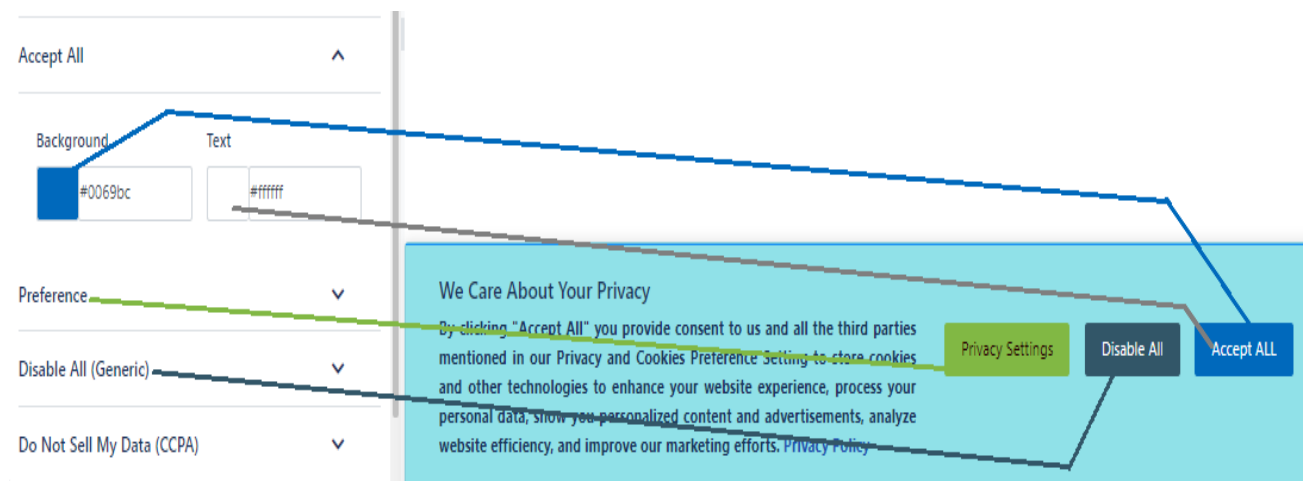 Accept All
Background
Text
#0069bc
#ffffff
Preference
Disable All (Generic)
Do Not Sell My Data (CCPA)
We Care About Your Privacy
By clicking "Accept All" you provide consent to us and all the third parties
mentioned in our Privacy and Cookies Preference Setting to store cookies
and other technologies to enhance your website experience, process your
personal data, show you personalized content and advertisements, analyze
website efficiency, and improve our marketing efforts. Privacy Policy
Privacy Settings
Disable All
Accept ALL